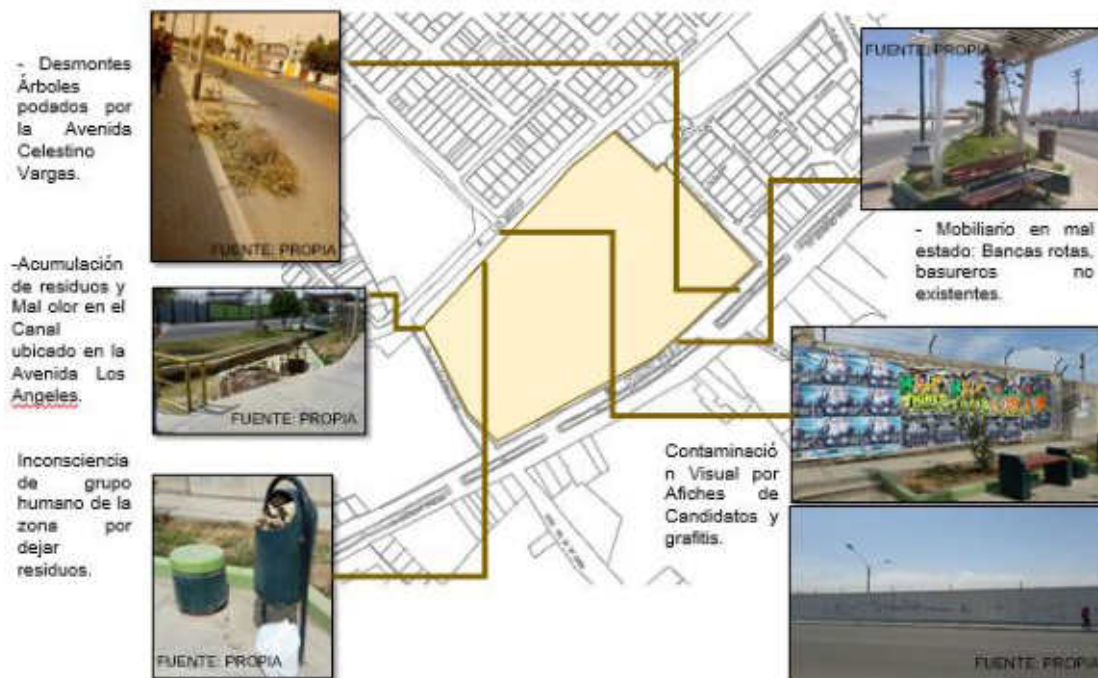 - Desmontes
Árboles
podados por
la Avenida
Celestino
Vargas.
FUENTE: PROPIA
-Acumulación
de residuos y
Mal olor en el
Canal
ubicado en la
Avenida Los
Angeles.
FUENTE: PROPIA
Inconsciencia
de grupo
humano de la
zona por
dejar
residuos.
FUENTE: PROPIA
FUENTE: PROPIA
- Mobiliario en mal
estado: Bancas rotas,
basureros no
existentes.
Contaminació
n Visual por
Afiches de
Candidatos y
grafitis.
FUENTE: PROPIA